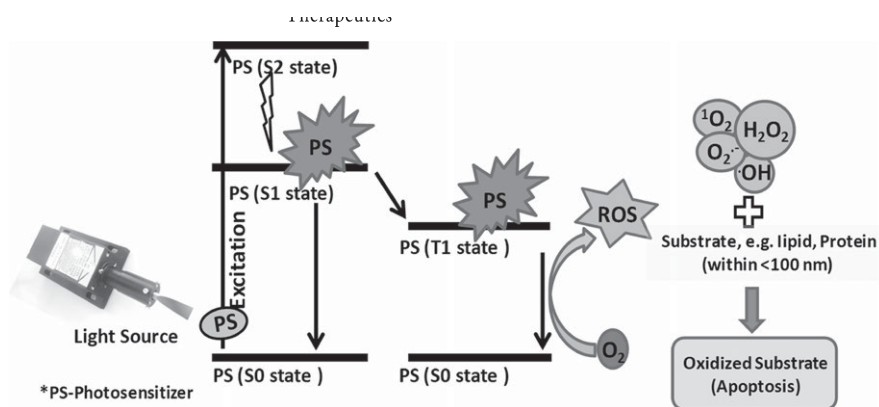 Therapeutics
PS (S2 state)
PS
PS (S1 state)
Excitation
PS
Light Source
PS (S0 state )
*PS-Photosensitizer
PS
PS (T1 state )
ROS
O₂
PS (S0 state )
¹O₂
H₂O₂
O₂·⁻
·OH
Substrate, e.g. lipid, Protein
(within <100 nm)
Oxidized Substrate
(Apoptosis)